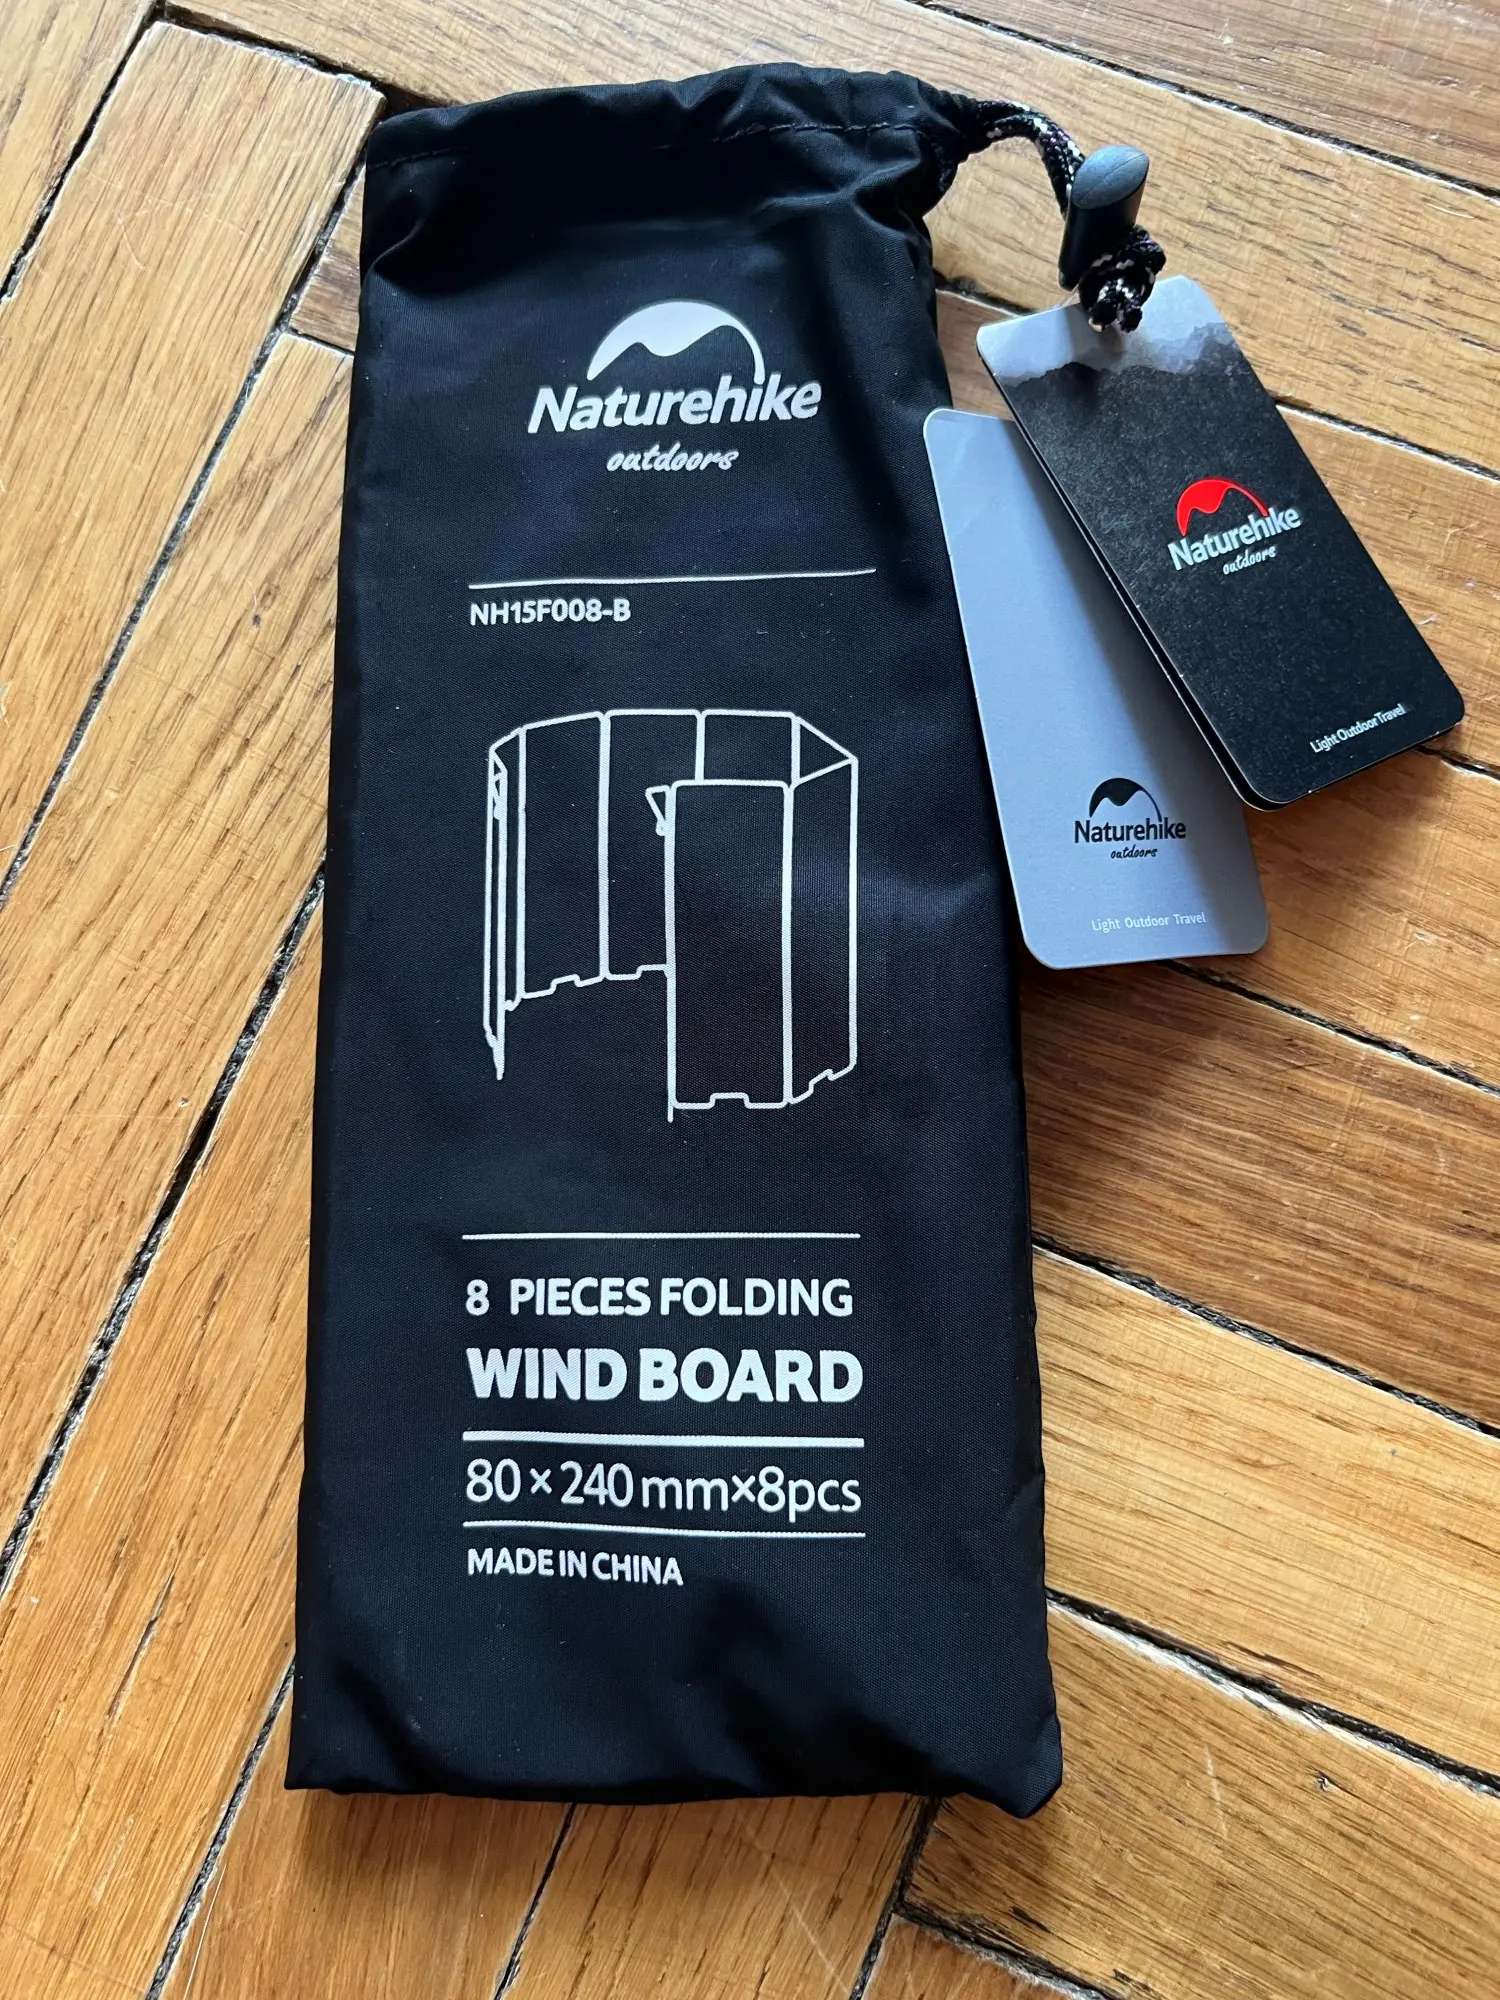 Naturehike
outdoors
NH15F008-B
8 PIECES FOLDING
WIND BOARD
80×240mm×8pcs
MADE IN CHINA
Naturehike
outdoors
Light Outdoor Travel
Naturehike
outdoors
Light Outdoor Travel